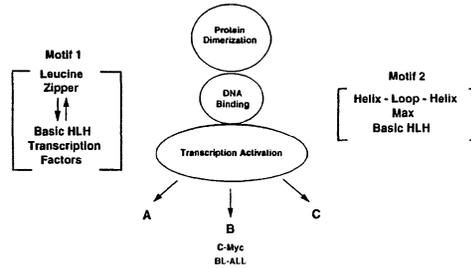 Motif 1
Leucine
Zipper
Basic HLH
Transcription
Factors
Protein
Dimerization
DNA
Binding
Transcription Activation
Motif 2
Helix - Loop - Helix
Max
Basic HLH
A
B
C
C-Myc
BL-ALL